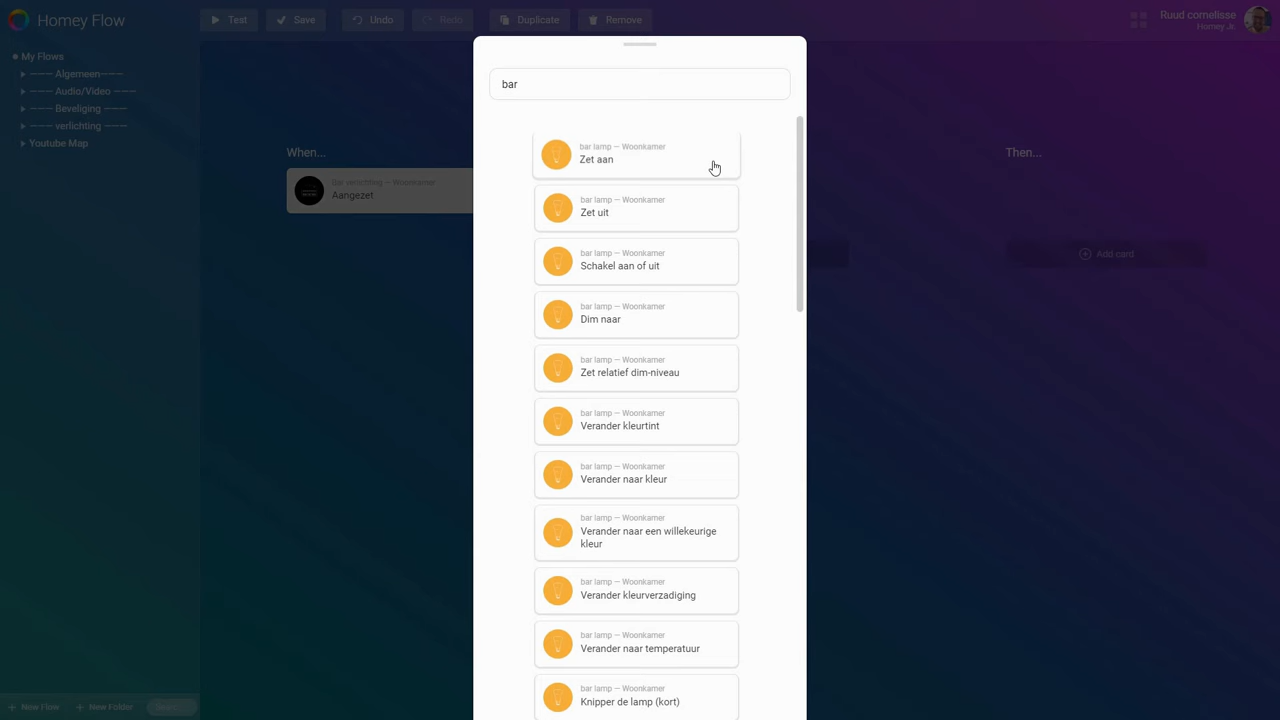 Homey Flow
Test
Save
Undo
Redo
Duplicate
Remove
Ruud cornelisse
Homey Jr.
My Flows
——— Algemeen———
——— Audio/Video ———
——— Beveliging ———
——— verlichting ———
Youtube Map
When...
Bar verlichting — Woonkamer
Aangezet
bar
bar lamp — Woonkamer
Zet aan
bar lamp — Woonkamer
Zet uit
bar lamp — Woonkamer
Schakel aan of uit
bar lamp — Woonkamer
Dim naar
bar lamp — Woonkamer
Zet relatief dim-niveau
bar lamp — Woonkamer
Verander kleurtint
bar lamp — Woonkamer
Verander naar kleur
bar lamp — Woonkamer
Verander naar een willekeurige
kleur
bar lamp — Woonkamer
Verander kleurverzadiging
bar lamp — Woonkamer
Verander naar temperatuur
bar lamp — Woonkamer
Knipper de lamp (kort)
Then...
Add card
New Flow
New Folder
Search...